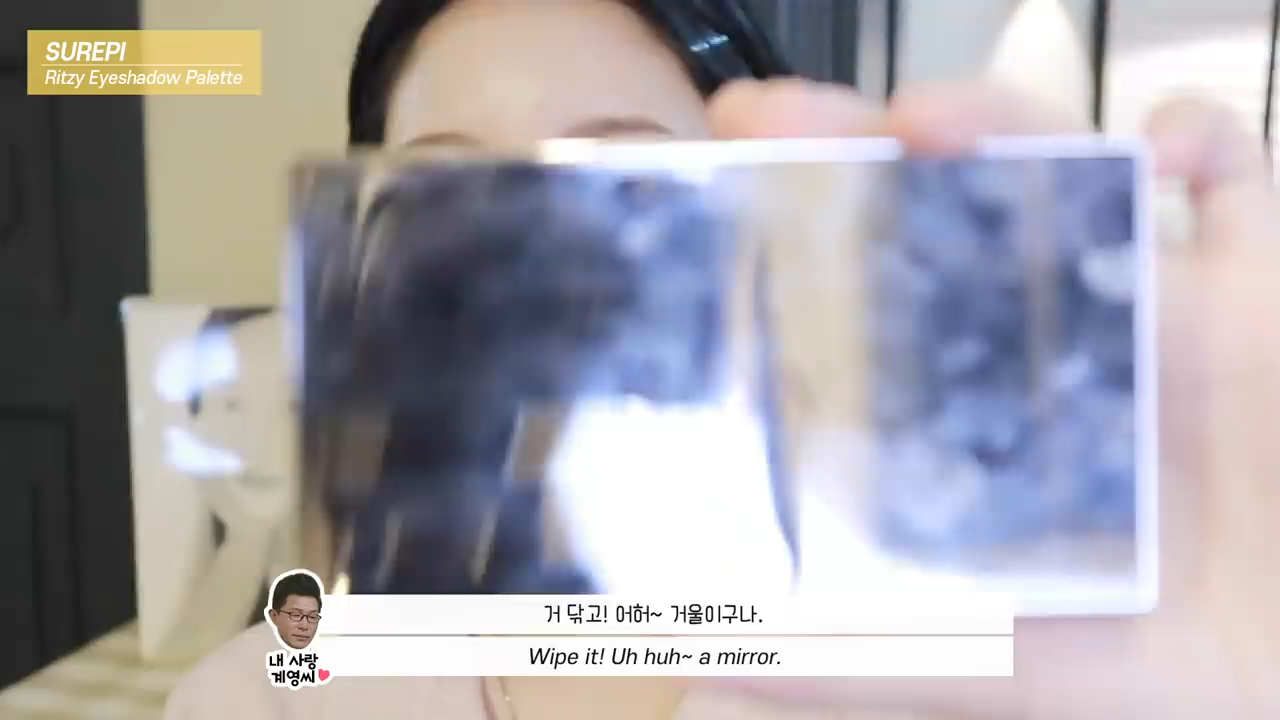 SUREPI
Ritzy Eyeshadow Palette
거 닦고! 어허~ 거울이구나.
Wipe it! Uh huh~ a mirror.
내 사랑
계영씨